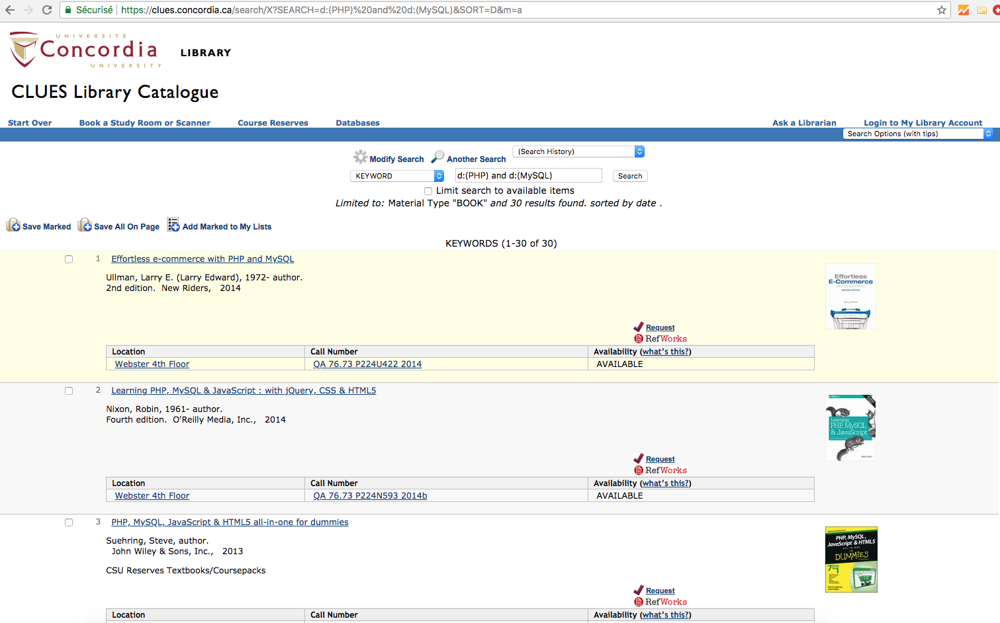 Sécurisé https://clues.concordia.ca/search/X?SEARCH=d:(PHP)%20and%20d:(MySQL)&SORT=D&m=a
UNIVERSITÉ
Concordia
UNIVERSITY
LIBRARY
CLUES Library Catalogue
Start Over Book a Study Room or Scanner Course Reserves Databases Ask a Librarian Login to My Library Account
Search Options (with tips)
Modify Search Another Search (Search History)
KEYWORD d:(PHP) and d:(MySQL) Search
Limit search to available items
Limited to: Material Type "BOOK" and 30 results found. sorted by date .
Save Marked Save All On Page Add Marked to My Lists
KEYWORDS (1-30 of 30)
1 Effortless e-commerce with PHP and MySQL
Ullman, Larry E. (Larry Edward), 1972- author.
2nd edition. New Riders, 2014
Effortless
E-Commerce
Request
RefWorks
Location Call Number Availability (what's this?)
Webster 4th Floor QA 76.73 P224U422 2014 AVAILABLE
2 Learning PHP, MySQL & JavaScript : with jQuery, CSS & HTML5
Nixon, Robin, 1961- author.
Fourth edition. O'Reilly Media, Inc., 2014
Learning
PHP, MySQL
& JavaScript
Request
RefWorks
Location Call Number Availability (what's this?)
Webster 4th Floor QA 76.73 P224N593 2014b AVAILABLE
3 PHP, MySQL, JavaScript & HTML5 all-in-one for dummies
Suehring, Steve, author.
John Wiley & Sons, Inc., 2013
CSU Reserves Textbooks/Coursepacks
PHP, MySQL,
JavaScript & HTML5
ALL-IN-ONE
DUMMIES
Request
RefWorks
Location Call Number Availability (what's this?)